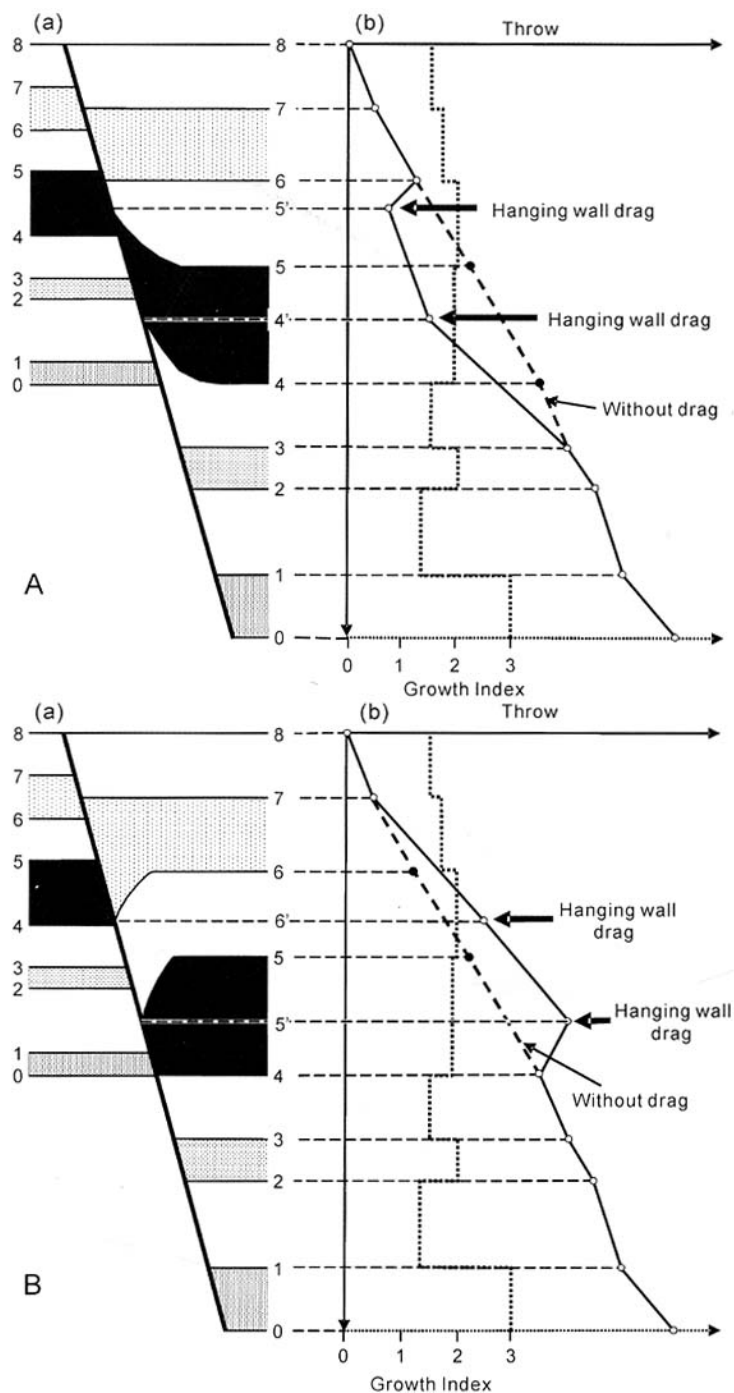 (a)
(b)
Throw
8
7
6
5
4
3
2
1
0
8
7
6
5'
5
4'
4
3
2
1
0
Hanging wall drag
Hanging wall drag
Without drag
A
0 1 2 3
Growth Index
(a)
(b)
Throw
8
7
6
5
4
3
2
1
0
8
7
6
6'
5
5'
4
3
2
1
0
Hanging wall
drag
Hanging wall
drag
Without drag
B
0 1 2 3
Growth Index